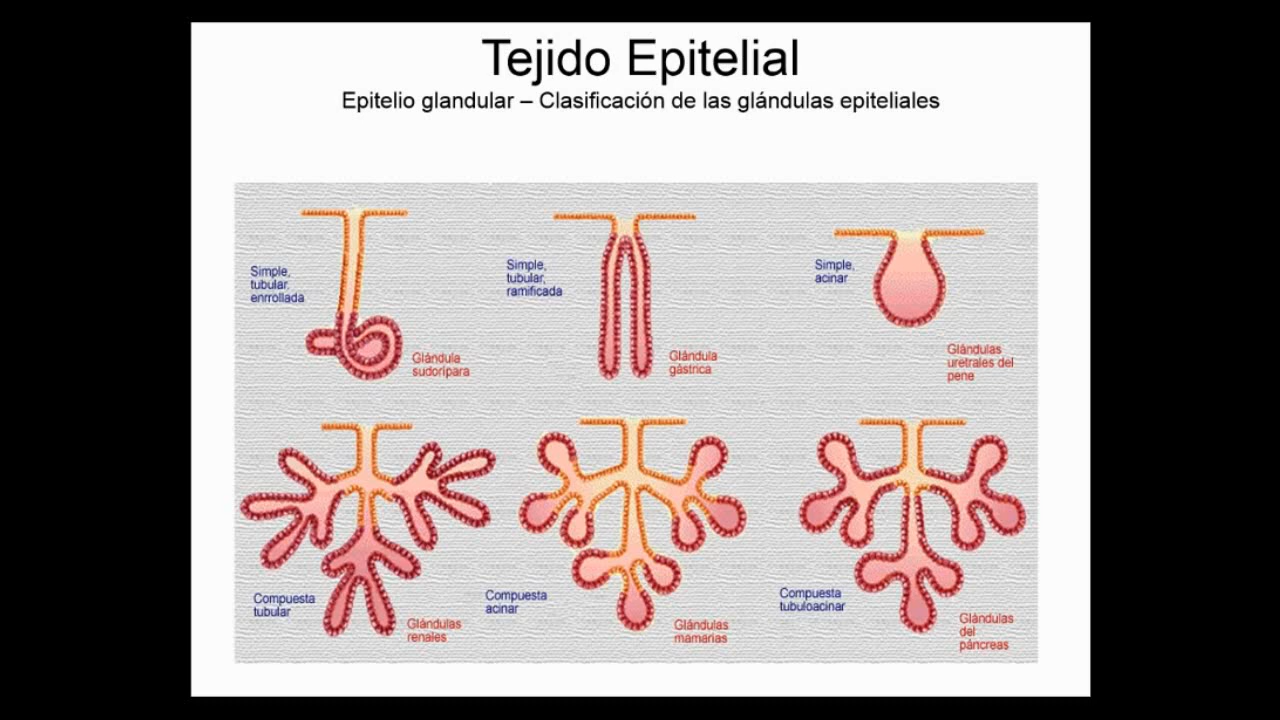 Tejido Epitelial
Epitelio glandular – Clasificación de las glándulas epiteliales
Simple,
tubular,
enrrollada
Glándula
sudorípara
Simple,
tubular,
ramificada
Glándula
gástrica
Simple,
acinar
Glándulas
uretrales del
pene
Compuesta
tubular
Glándulas
renales
Compuesta
acinar
Glándulas
mamarias
Compuesta
tubuloacinar
Glándulas
del
páncreas